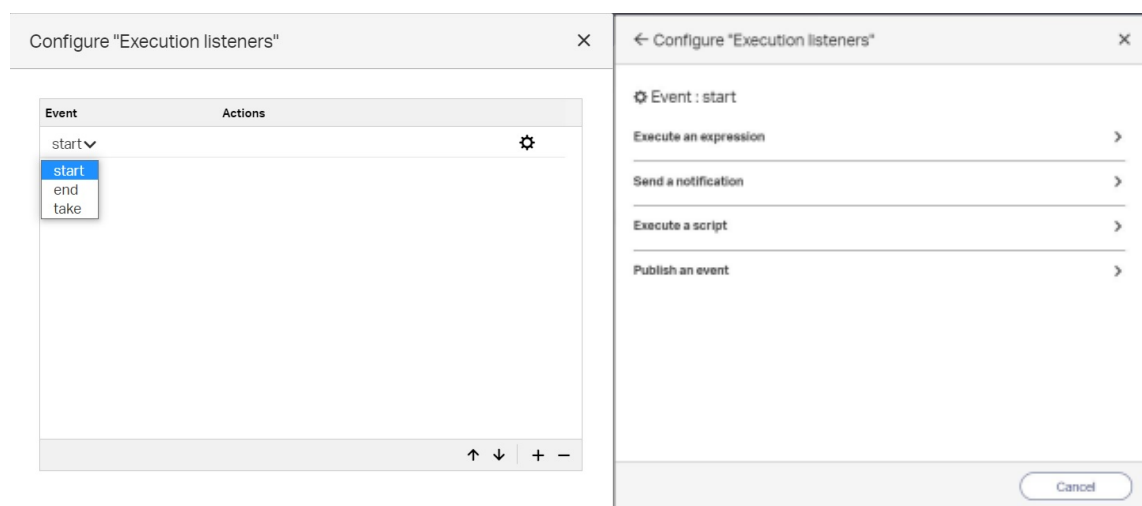 Configure "Execution listeners"
Event Actions
start
start
end
take
Configure "Execution listeners"
Event : start
Execute an expression
Send a notification
Execute a script
Publish an event
Cancel